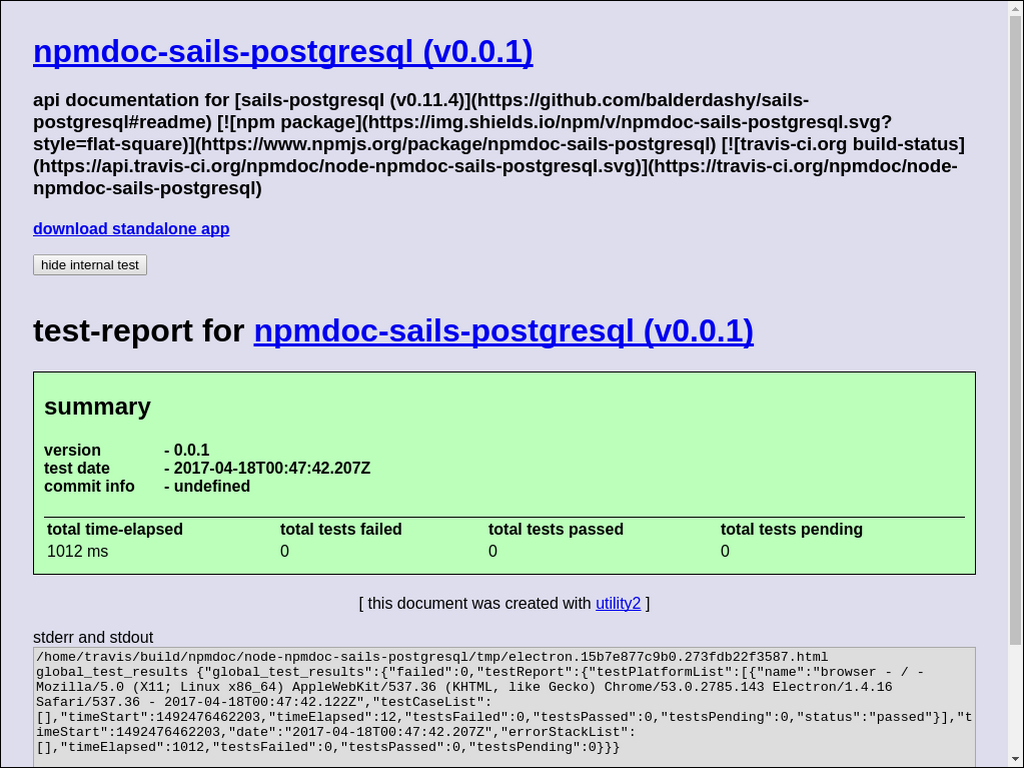 npmdoc-sails-postgresql (v0.0.1)
api documentation for [sails-postgresql (v0.11.4)](https://github.com/balderdashy/sails-
postgresql#readme) [![npm package](https://img.shields.io/npm/v/npmdoc-sails-postgresql.svg?
style=flat-square)](https://www.npmjs.org/package/npmdoc-sails-postgresql) [![travis-ci.org build-status]
(https://api.travis-ci.org/npmdoc/node-npmdoc-sails-postgresql.svg)](https://travis-ci.org/npmdoc/node-
npmdoc-sails-postgresql)
download standalone app
hide internal test
test-report for npmdoc-sails-postgresql (v0.0.1)
summary
version - 0.0.1
test date - 2017-04-18T00:47:42.207Z
commit info - undefined
total time-elapsed total tests failed total tests passed total tests pending
1012 ms 0 0 0
[ this document was created with utility2 ]
stderr and stdout
/home/travis/build/npmdoc/node-npmdoc-sails-postgresql/tmp/electron.15b7e877c9b0.273fdb22f3587.html
global_test_results {"global_test_results":{"failed":0,"testReport":{"testPlatformList":[{"name":"browser - / -
Mozilla/5.0 (X11; Linux x86_64) AppleWebKit/537.36 (KHTML, like Gecko) Chrome/53.0.2785.143 Electron/1.4.16
Safari/537.36 - 2017-04-18T00:47:42.122Z","testCaseList":
[],"timeStart":1492476462203,"timeElapsed":12,"testsFailed":0,"testsPassed":0,"testsPending":0,"status":"passed"}],"t
imeStart":1492476462203,"date":"2017-04-18T00:47:42.207Z","errorStackList":
[],"timeElapsed":1012,"testsFailed":0,"testsPassed":0,"testsPending":0}}}